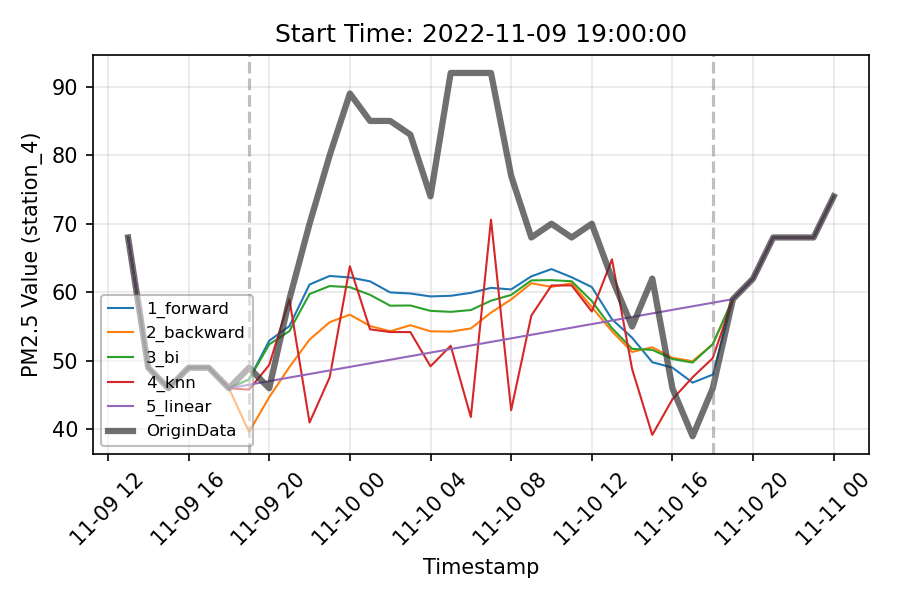 Start Time: 2022-11-09 19:00:00
PM2.5 Value (station_4)
90
80
70
60
50
40
1_forward
2_backward
3_bi
4_knn
5_linear
OriginData
11-09 12
11-09 16
11-09 20
11-10 00
11-10 04
11-10 08
11-10 12
11-10 16
11-10 20
11-11 00
Timestamp